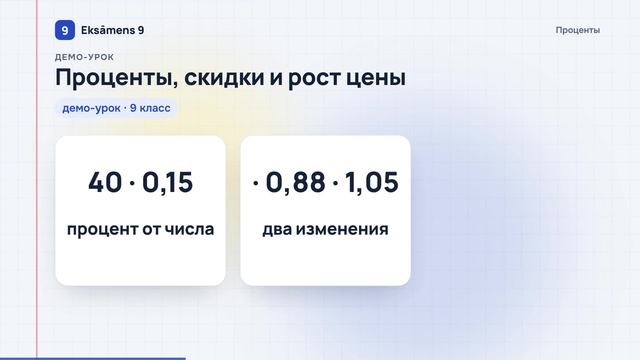 9 Eksāmens 9
Проценты
ДЕМО-УРОК
Проценты, скидки и рост цены
демо-урок · 9 класс
40 · 0,15
процент от числа
· 0,88 · 1,05
два изменения